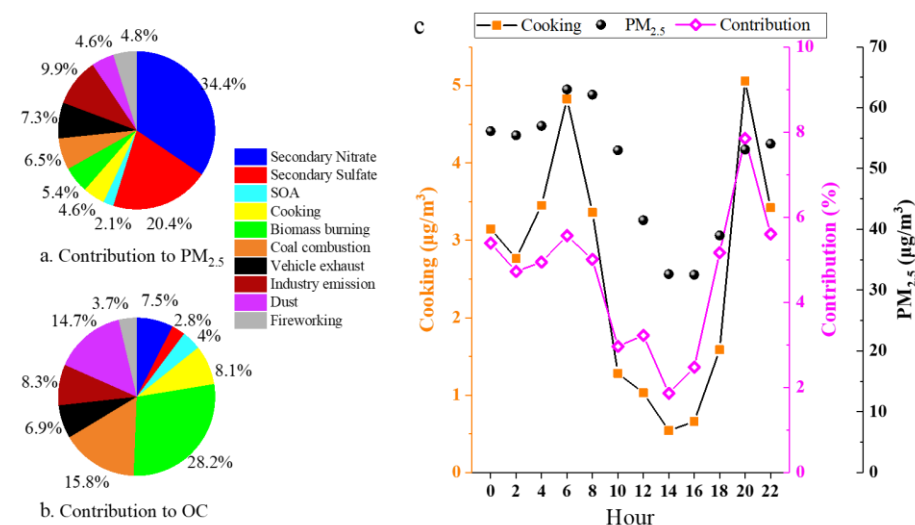 4.6%
4.8%
9.9%
34.4%
7.3%
6.5%
5.4%
4.6%
2.1%
20.4%
a. Contribution to PM2.5
Secondary Nitrate
Secondary Sulfate
SOA
Cooking
Biomass burning
Coal combustion
Vehicle exhaust
Industry emission
Dust
Fireworking
3.7%
7.5%
14.7%
2.8%
4%
8.3%
8.1%
6.9%
15.8%
28.2%
b. Contribution to OC
c
Cooking PM2.5 Contribution
Cooking (μg/m3)
5
4
3
2
1
0
0 2 4 6 8 10 12 14 16 18 20 22
Hour
Contribution (%)
10
8
6
4
2
0
PM2.5 (μg/m3)
70
60
50
40
30
20
10
0